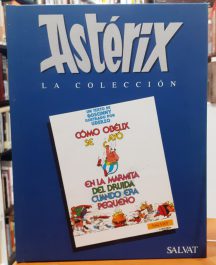 Astérix
LA COLECCIÓN
UN TEXTO DE
GOSCINNY
ILUSTRADO POR
UDERZO
CÓMO OBÉLIX
SE CAYÓ
EN LA MARMITA
DEL DRUIDA
CUANDO ERA
PEQUEÑO
SALVAT